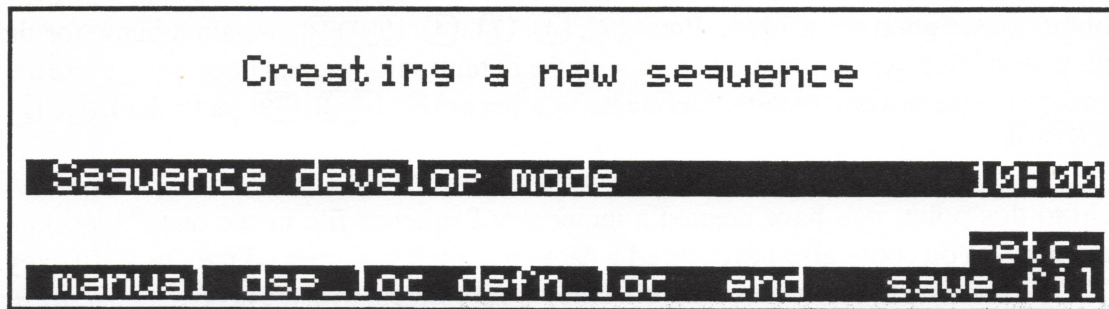 Creating a new sequence
Sequence develop mode 10:00
-etc-
manual dsp_loc defn_loc end save_fil